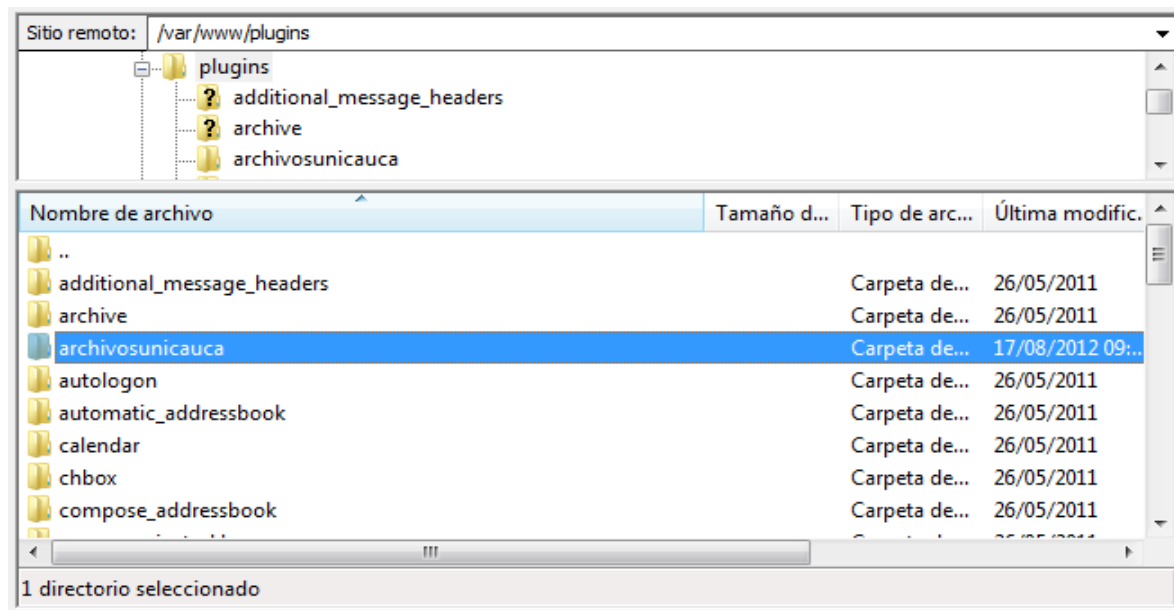 Sitio remoto: /var/www/plugins
plugins
additional_message_headers
archive
archivosunicauca
Nombre de archivo Tamaño d... Tipo de arc... Última modific.
..
additional_message_headers Carpeta de... 26/05/2011
archive Carpeta de... 26/05/2011
archivosunicauca Carpeta de... 17/08/2012 09:...
autologon Carpeta de... 26/05/2011
automatic_addressbook Carpeta de... 26/05/2011
calendar Carpeta de... 26/05/2011
chbox Carpeta de... 26/05/2011
compose_addressbook Carpeta de... 26/05/2011
1 directorio seleccionado